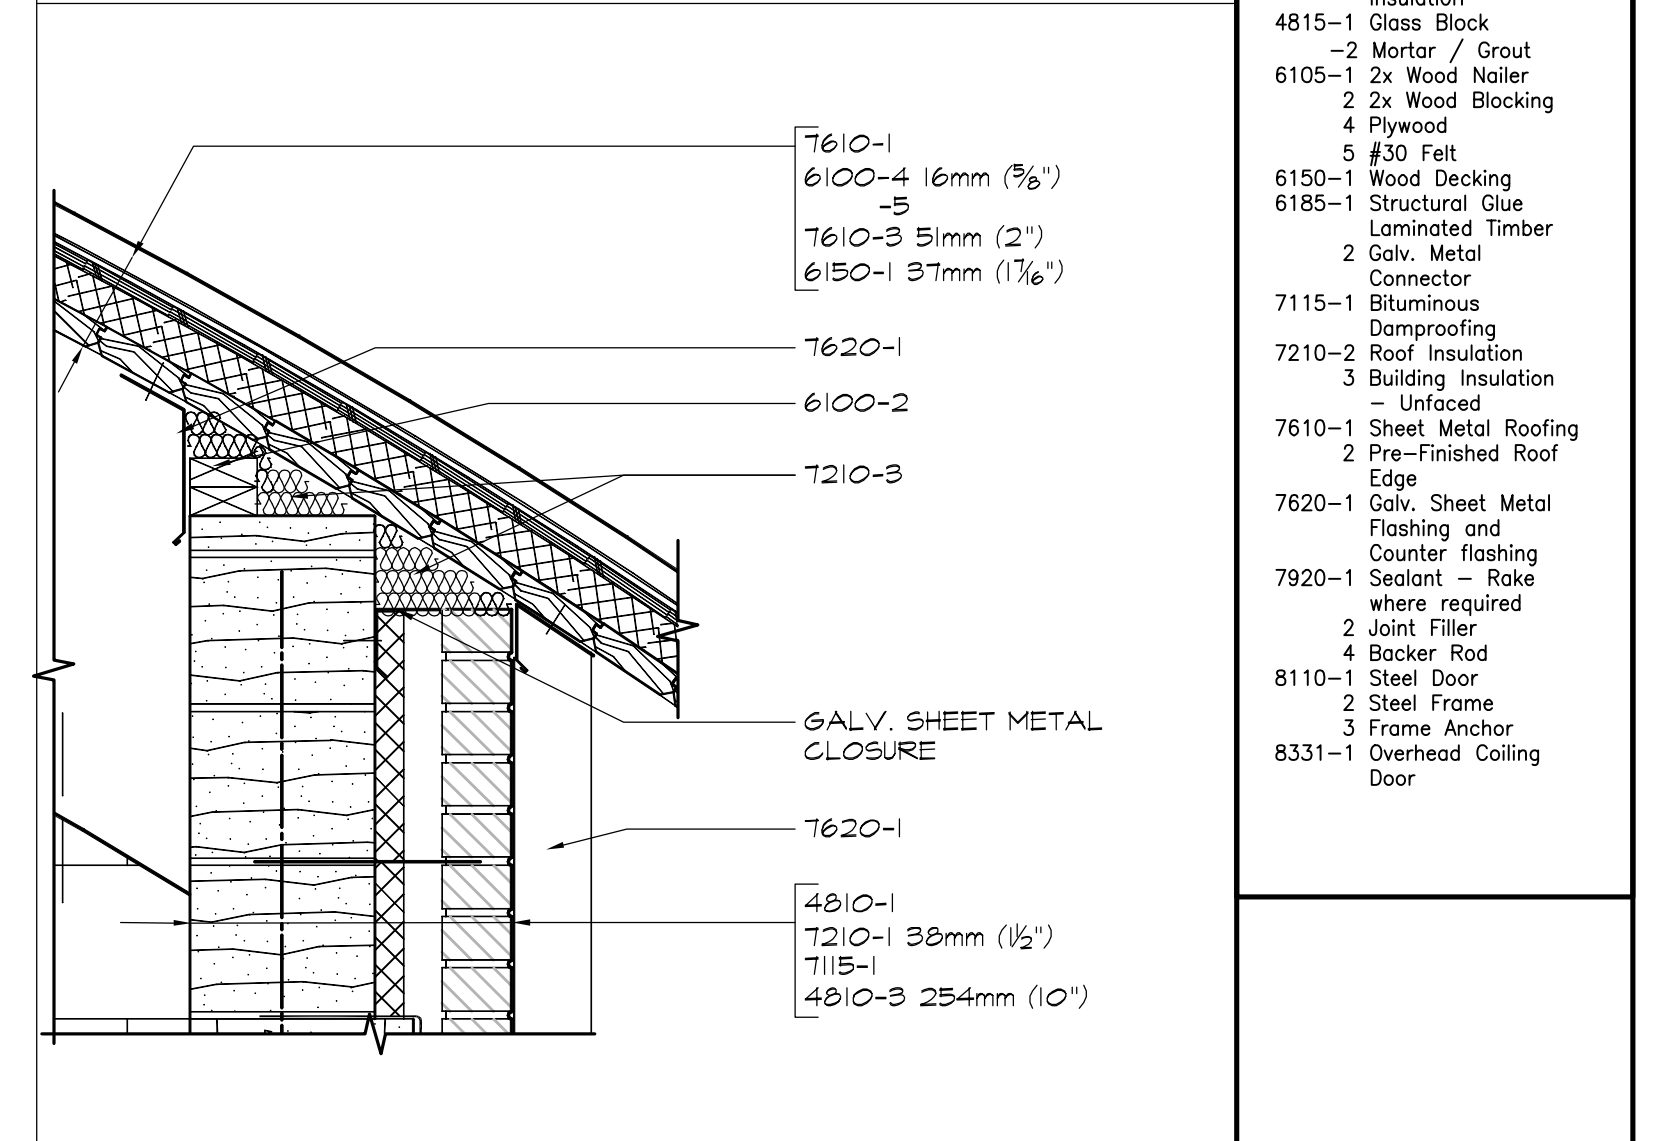 7610-1
6100-4 16mm (5/8")
-5
7610-3 51mm (2")
6150-1 37mm (1 7/16")
7620-1
6100-2
7210-3
GALV. SHEET METAL
CLOSURE
7620-1
4810-1
7210-1 38mm (1 1/2")
7115-1
4810-3 254mm (10")
Insulation
4815-1 Glass Block
-2 Mortar / Grout
6105-1 2x Wood Nailer
2 2x Wood Blocking
4 Plywood
5 #30 Felt
6150-1 Wood Decking
6185-1 Structural Glue
Laminated Timber
2 Galv. Metal
Connector
7115-1 Bituminous
Damproofing
7210-2 Roof Insulation
3 Building Insulation
- Unfaced
7610-1 Sheet Metal Roofing
2 Pre-Finished Roof
Edge
7620-1 Galv. Sheet Metal
Flashing and
Counter flashing
7920-1 Sealant - Rake
where required
2 Joint Filler
4 Backer Rod
8110-1 Steel Door
2 Steel Frame
3 Frame Anchor
8331-1 Overhead Coiling
Door